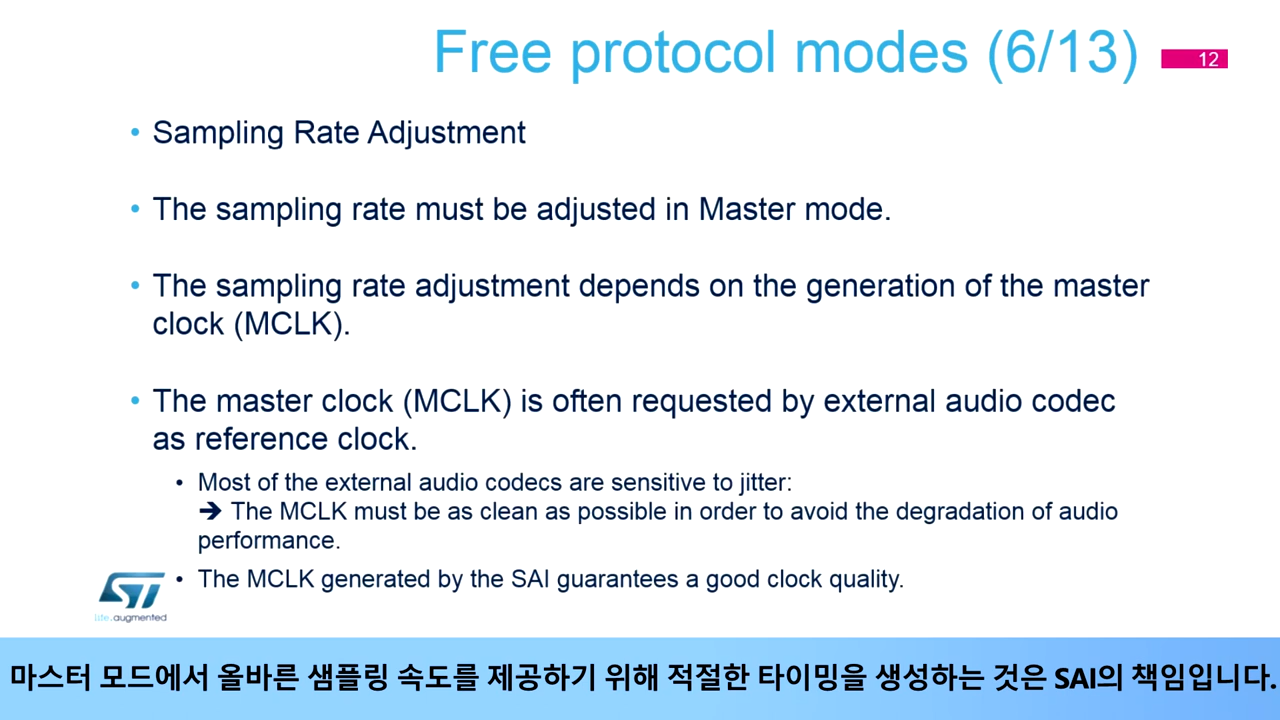 Free protocol modes (6/13)
12
• Sampling Rate Adjustment
• The sampling rate must be adjusted in Master mode.
• The sampling rate adjustment depends on the generation of the master
clock (MCLK).
• The master clock (MCLK) is often requested by external audio codec
as reference clock.
• Most of the external audio codecs are sensitive to jitter:
➔ The MCLK must be as clean as possible in order to avoid the degradation of audio
performance.
• The MCLK generated by the SAI guarantees a good clock quality.
ST
life.augmented
마스터 모드에서 올바른 샘플링 속도를 제공하기 위해 적절한 타이밍을 생성하는 것은 SAI의 책임입니다.